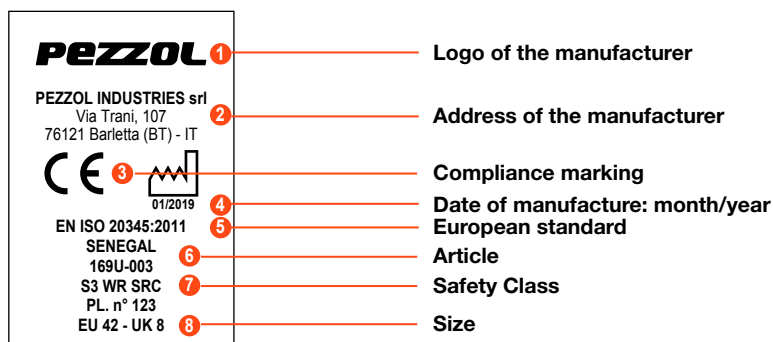 PEZZOL 1 Logo of the manufacturer
PEZZOL INDUSTRIES srl
Via Trani, 107 2 Address of the manufacturer
76121 Barletta (BT) - IT
CE 3 Compliance marking
01/2019 4 Date of manufacture: month/year
EN ISO 20345:2011 5 European standard
SENEGAL 6 Article
169U-003
S3 WR SRC 7 Safety Class
PL. n° 123
EU 42 - UK 8 8 Size